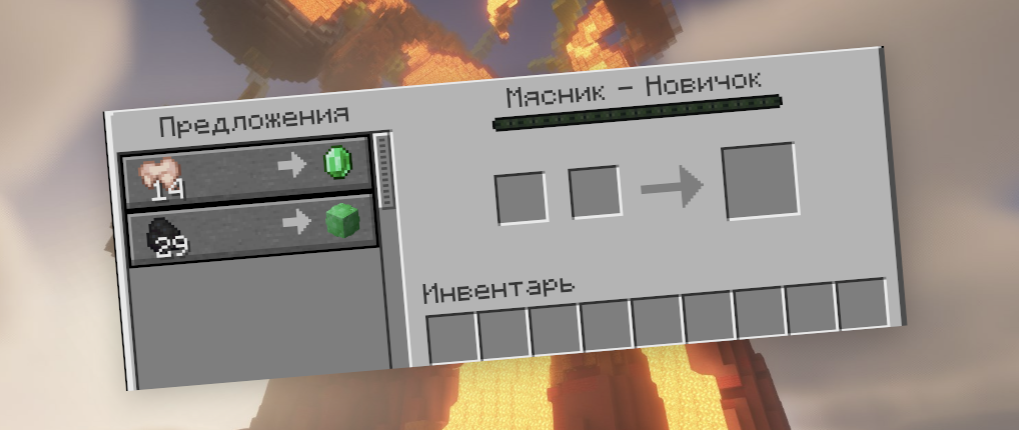 Мясник - Новичок
Предложения
14
29
Инвентарь